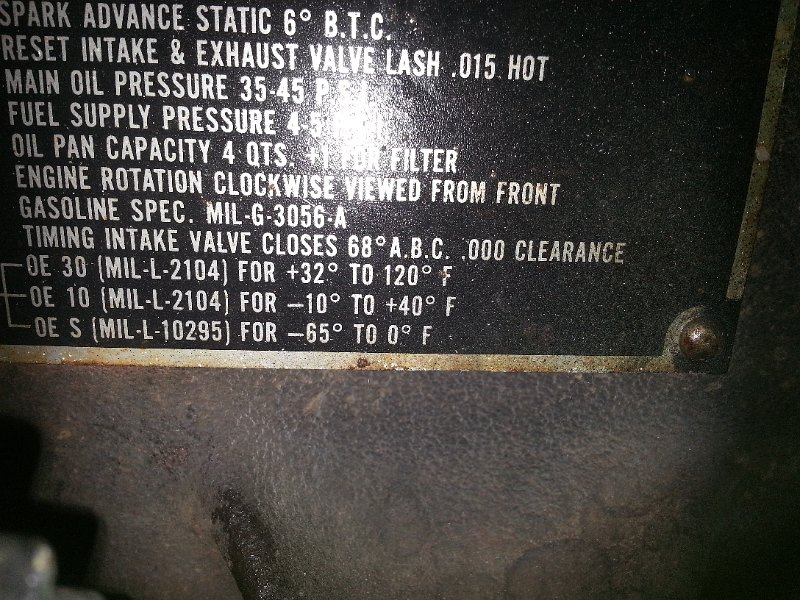 SPARK ADVANCE STATIC 6° B.T.C.
RESET INTAKE & EXHAUST VALVE LASH .015 HOT
MAIN OIL PRESSURE 35-45 P.S.I.
FUEL SUPPLY PRESSURE 4-5
OIL PAN CAPACITY 4 QTS. +1 FOR FILTER
ENGINE ROTATION CLOCKWISE VIEWED FROM FRONT
GASOLINE SPEC. MIL-G-3056-A
TIMING INTAKE VALVE CLOSES 68° A.B.C. .000 CLEARANCE
OE 30 (MIL-L-2104) FOR +32° TO 120° F
OE 10 (MIL-L-2104) FOR −10° TO +40° F
OE S (MIL-L-10295) FOR −65° TO 0° F